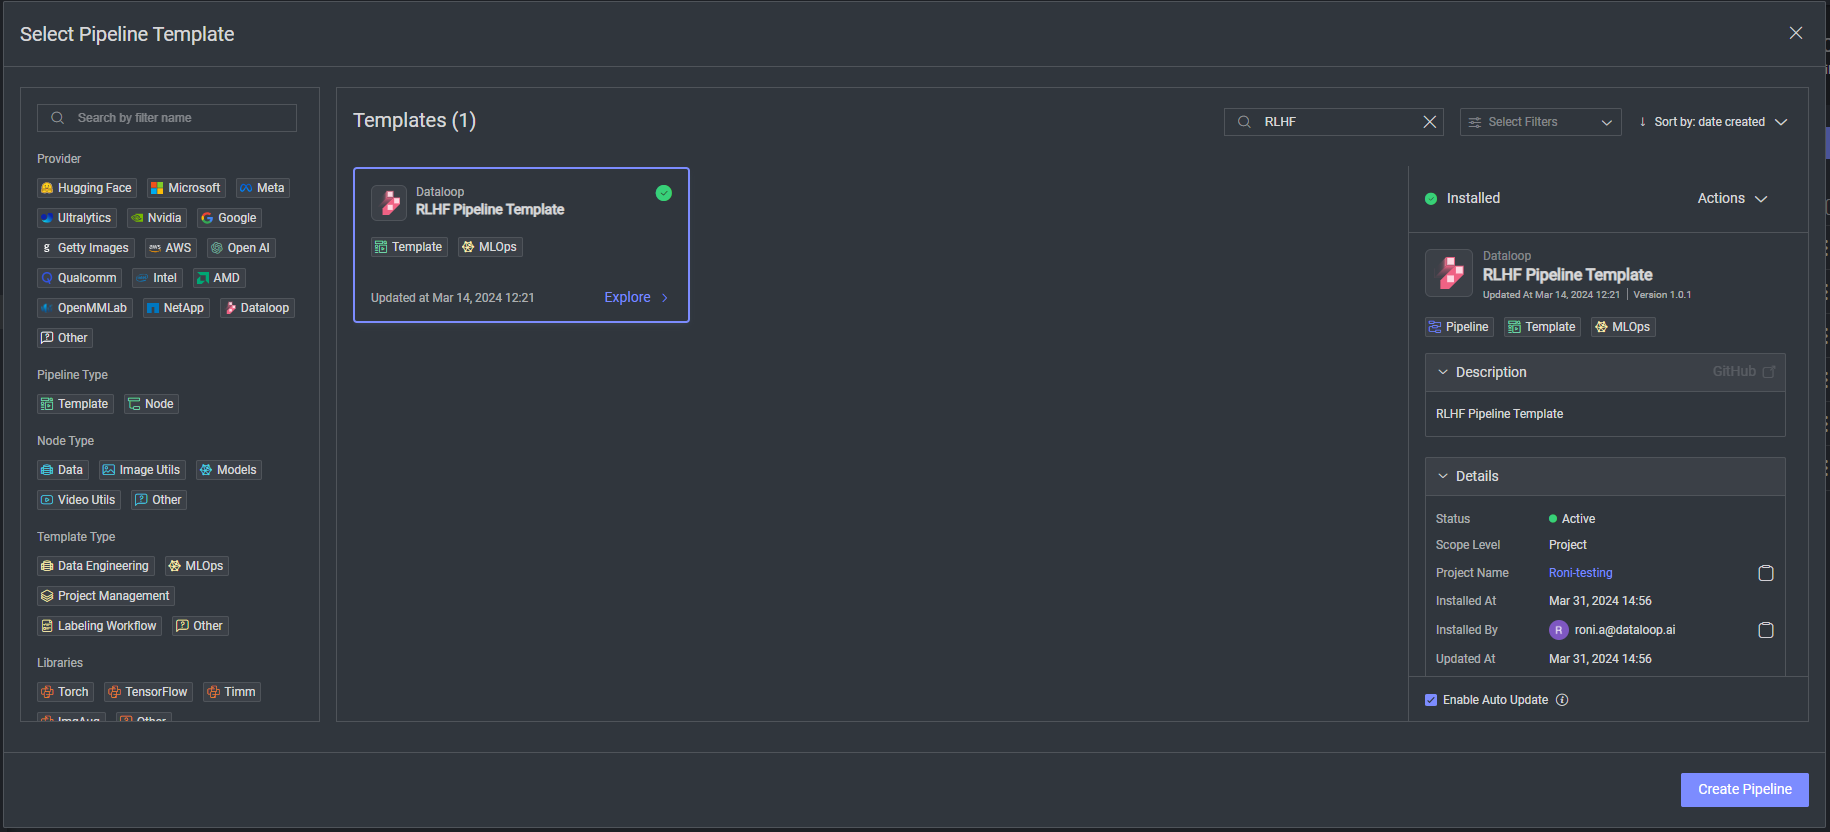 Select Pipeline Template
Search by filter name
Provider
Hugging Face Microsoft Meta
Ultralytics Nvidia Google
Getty Images AWS Open AI
Qualcomm Intel AMD
OpenMMLab NetApp Dataloop
Other
Pipeline Type
Template Node
Node Type
Data Image Utils Models
Video Utils Other
Template Type
Data Engineering MLOps
Project Management
Labeling Workflow Other
Libraries
Torch TensorFlow Timm
ImgAug Other
Templates (1)
RLHF
Select Filters
Sort by: date created
Dataloop
RLHF Pipeline Template
Template MLOps
Updated at Mar 14, 2024 12:21
Explore
Installed
Actions
Dataloop
RLHF Pipeline Template
Updated At Mar 14, 2024 12:21 Version 1.0.1
Pipeline Template MLOps
Description GitHub
RLHF Pipeline Template
Details
Status Active
Scope Level Project
Project Name Roni-testing
Installed At Mar 31, 2024 14:56
Installed By R roni.a@dataloop.ai
Updated At Mar 31, 2024 14:56
Enable Auto Update
Create Pipeline